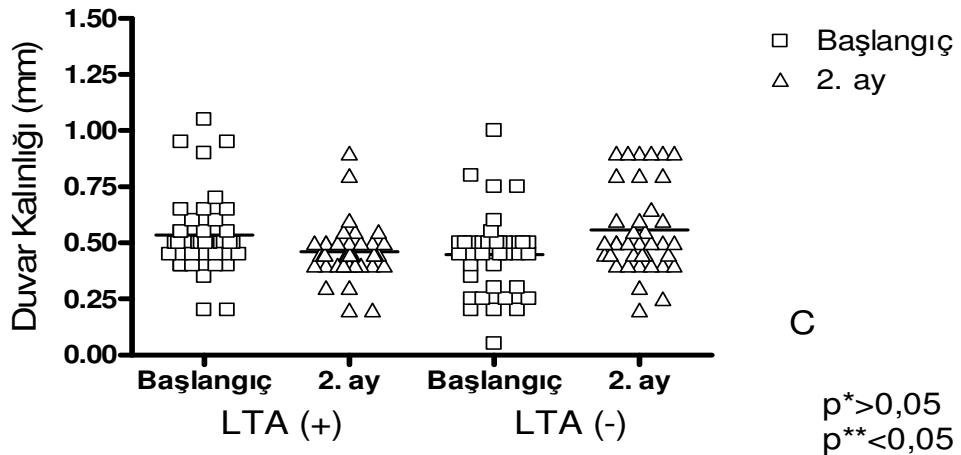 Duvar Kalınlığı (mm)
1.50
1.25
1.00
0.75
0.50
0.25
0.00
Başlangıç
2. ay
Başlangıç
2. ay
LTA (+)
LTA (-)
Başlangıç
2. ay
C
p*>0,05
p**<0,05